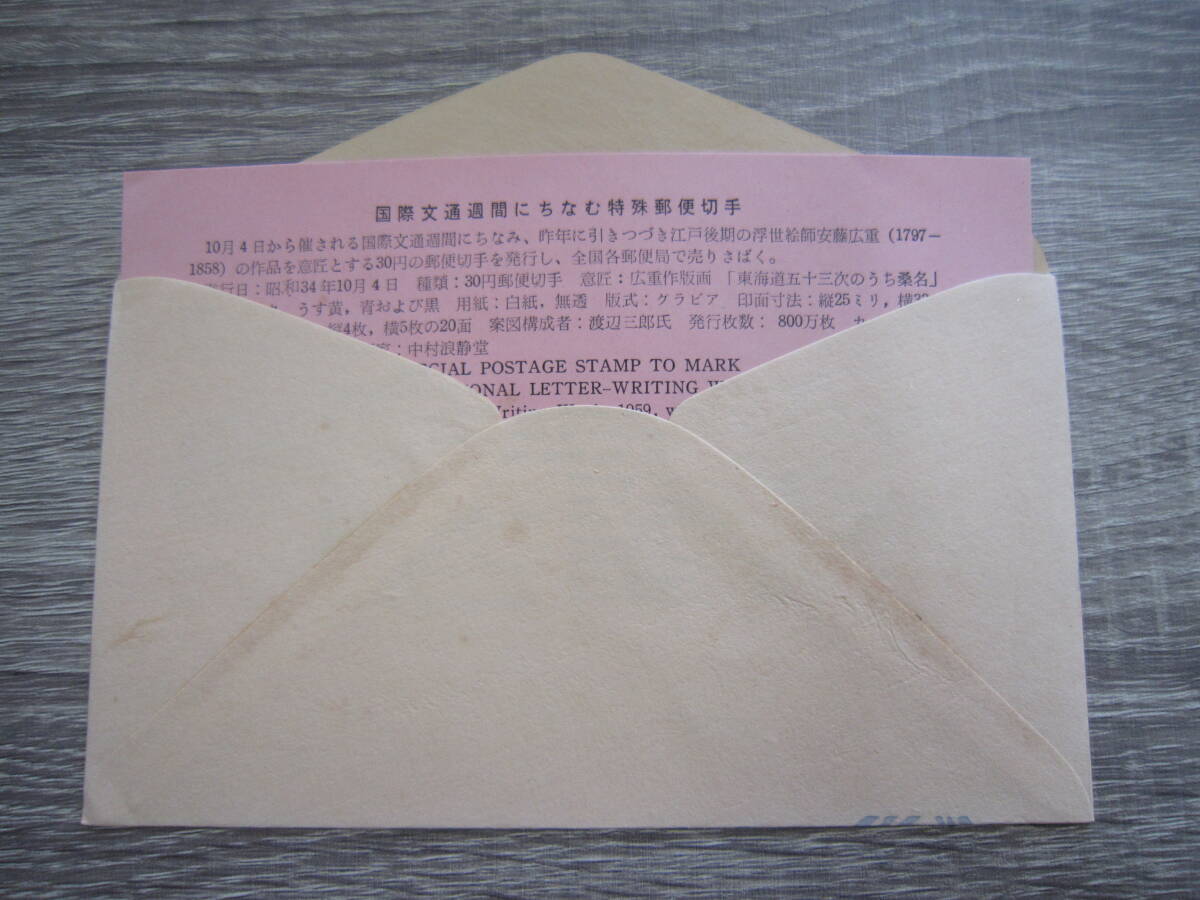 国際文通週間にちなむ特殊郵便切手
10月4日から催される国際文通週間にちなみ、昨年に引きつづき江戸後期の浮世絵師安藤広重（1797－
1858）の作品を意匠とする30円の郵便切手を発行し、全国各郵便局で売りさばく。
行日：昭和34年10月4日 種類：30円郵便切手 意匠：広重作版画 「東海道五十三次のうち桑名」
うす黄，青および黒 用紙：白紙，無透 版式：グラビア 印面寸法：縦25ミリ，横
縦4枚，横5枚の20面 案図構成者：渡辺三郎氏 発行枚数： 800万枚 カ
：中村浪静堂
CIAL POSTAGE STAMP TO MARK
ONAL LETTER-WRITING W
1959, w